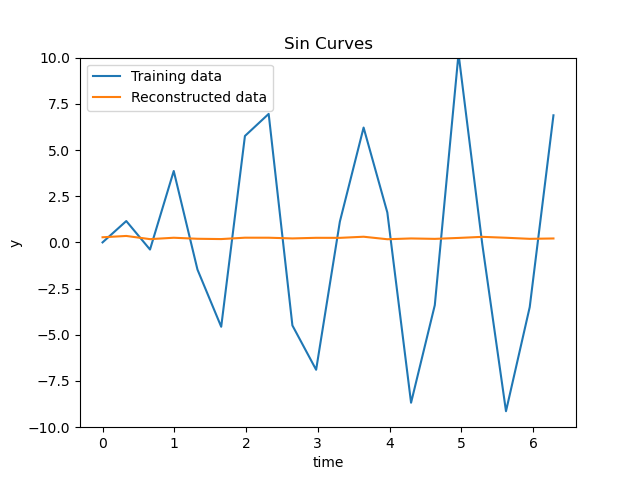 Sin Curves
Training data
Reconstructed data
10.0
7.5
5.0
2.5
0.0
−2.5
−5.0
−7.5
−10.0
y
0 1 2 3 4 5 6
time